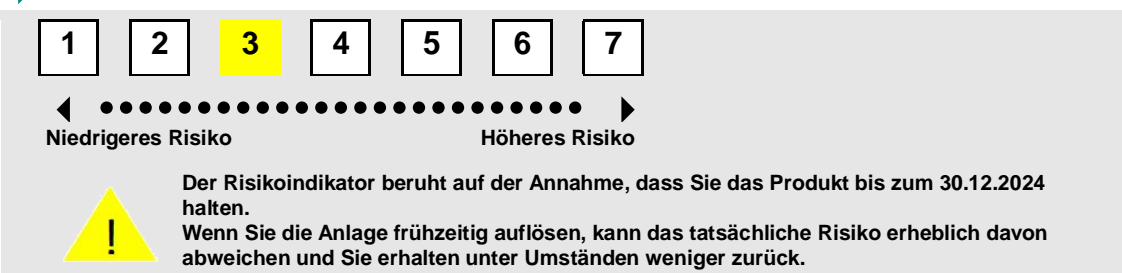 1 2 3 4 5 6 7
Niedrigeres Risiko Höheres Risiko
Der Risikoindikator beruht auf der Annahme, dass Sie das Produkt bis zum 30.12.2024
halten.
Wenn Sie die Anlage frühzeitig auflösen, kann das tatsächliche Risiko erheblich davon
! abweichen und Sie erhalten unter Umständen weniger zurück.